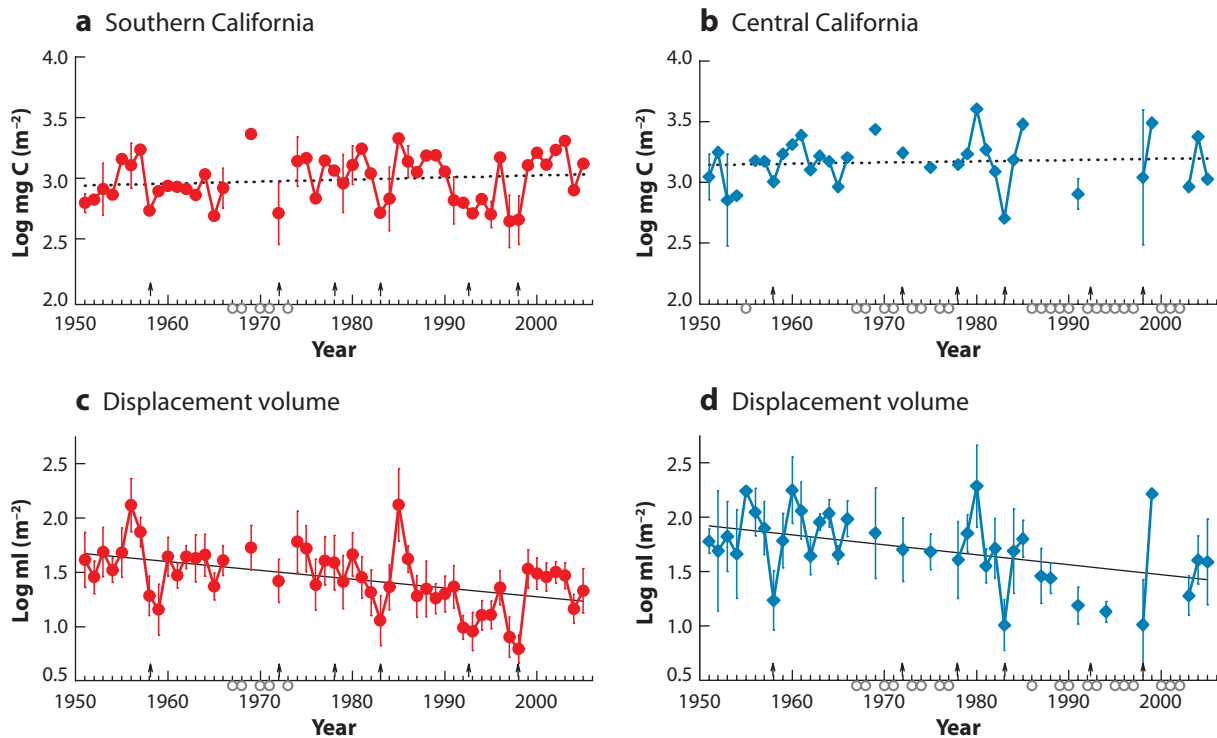 a Southern California
4.0
3.5
3.0
2.5
2.0
Log mg C (m⁻²)
1950 1960 1970 1980 1990 2000
Year
b Central California
4.0
3.5
3.0
2.5
2.0
Log mg C (m⁻²)
1950 1960 1970 1980 1990 2000
Year
c Displacement volume
2.5
2.0
1.5
1.0
0.5
Log ml (m⁻²)
1950 1960 1970 1980 1990 2000
Year
d Displacement volume
2.5
2.0
1.5
1.0
0.5
Log ml (m⁻²)
1950 1960 1970 1980 1990 2000
Year